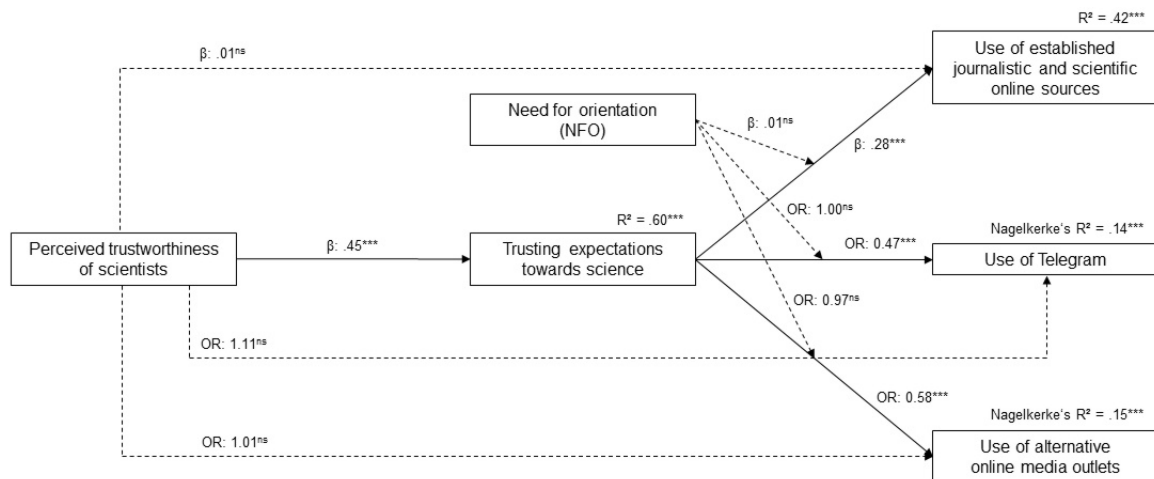 R² = .42***
Use of established
journalistic and scientific
online sources
β: .01ⁿˢ
Need for orientation
(NFO)
β: .01ⁿˢ
β: .28***
OR: 1.00ⁿˢ
R² = .60***
Nagelkerke‘s R² = .14***
Perceived trustworthiness
of scientists
β: .45***
Trusting expectations
towards science
OR: 0.47***
Use of Telegram
OR: 0.97ⁿˢ
OR: 1.11ⁿˢ
OR: 0.58***
Nagelkerke‘s R² = .15***
OR: 1.01ⁿˢ
Use of alternative
online media outlets